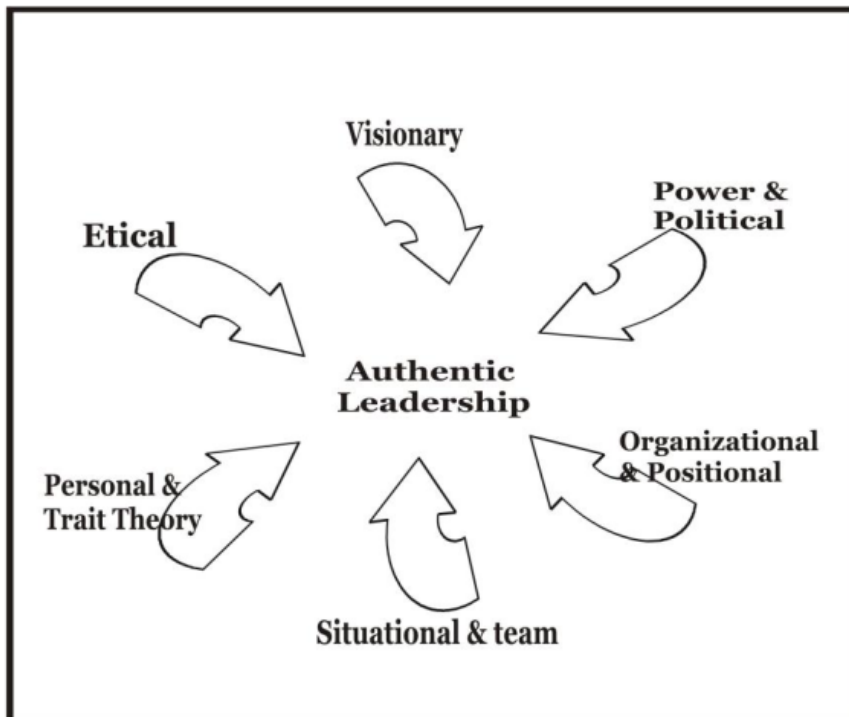 Visionary
Power &
Political
Etical
Authentic
Leadership
Organizational
& Positional
Personal &
Trait Theory
Situational & team